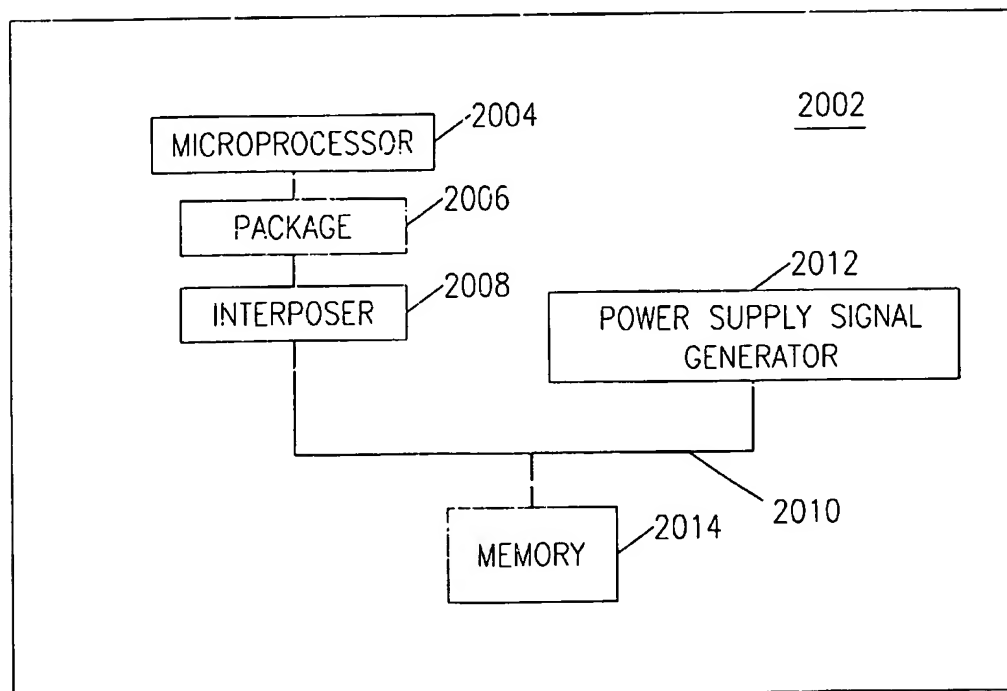 2002
MICROPROCESSOR
2004
PACKAGE
2006
INTERPOSER
2008
2012
POWER SUPPLY SIGNAL
GENERATOR
2010
MEMORY
2014